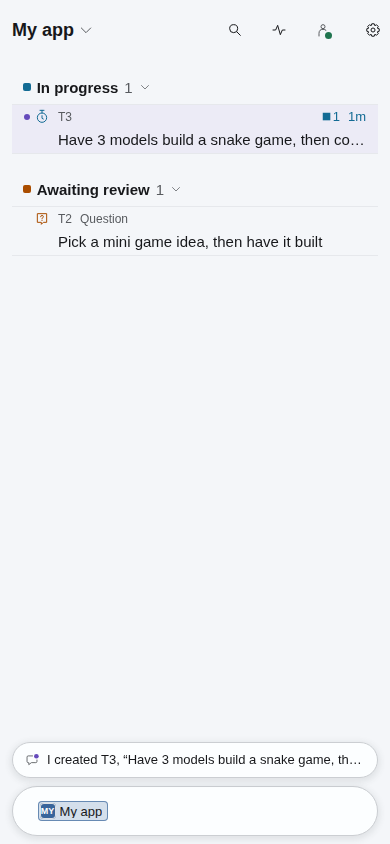 My app
In progress 1
T3 1 1m
Have 3 models build a snake game, then co…
Awaiting review 1
T2 Question
Pick a mini game idea, then have it built
I created T3, “Have 3 models build a snake game, th…
MY My app